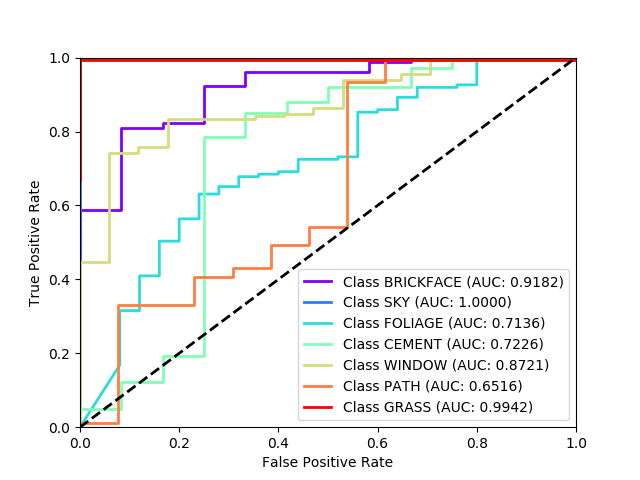 1.0
0.8
0.6
0.4
0.2
0.0
True Positive Rate
Class BRICKFACE (AUC: 0.9182)
Class SKY (AUC: 1.0000)
Class FOLIAGE (AUC: 0.7136)
Class CEMENT (AUC: 0.7226)
Class WINDOW (AUC: 0.8721)
Class PATH (AUC: 0.6516)
Class GRASS (AUC: 0.9942)
0.0 0.2 0.4 0.6 0.8 1.0
False Positive Rate